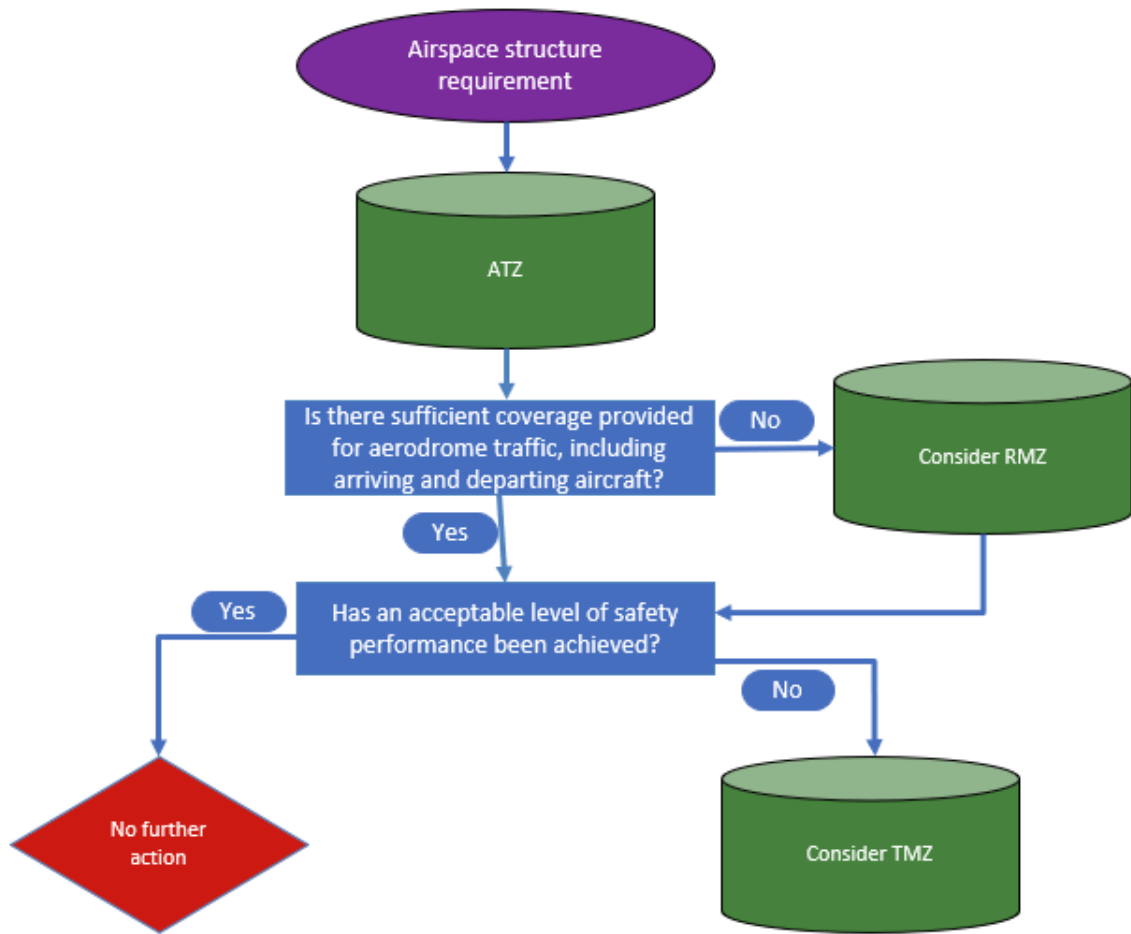 Airspace structure
requirement
ATZ
Is there sufficient coverage provided
for aerodrome traffic, including
arriving and departing aircraft?
No
Consider RMZ
Yes
Has an acceptable level of safety
performance been achieved?
Yes
No
No further
action
Consider TMZ